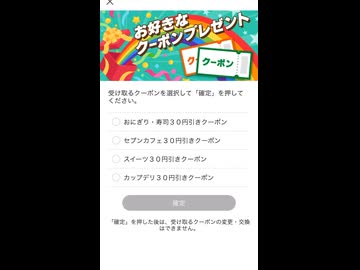 お好きな
クーポンプレゼント
クーポン
受け取るクーポンを選択して「確定」を押して
ください。
おにぎり・寿司３０円引きクーポン
セブンカフェ３０円引きクーポン
スイーツ３０円引きクーポン
カップデリ３０円引きクーポン
確定
「確定」を押した後は、受け取るクーポンの変更・交換
はできません。